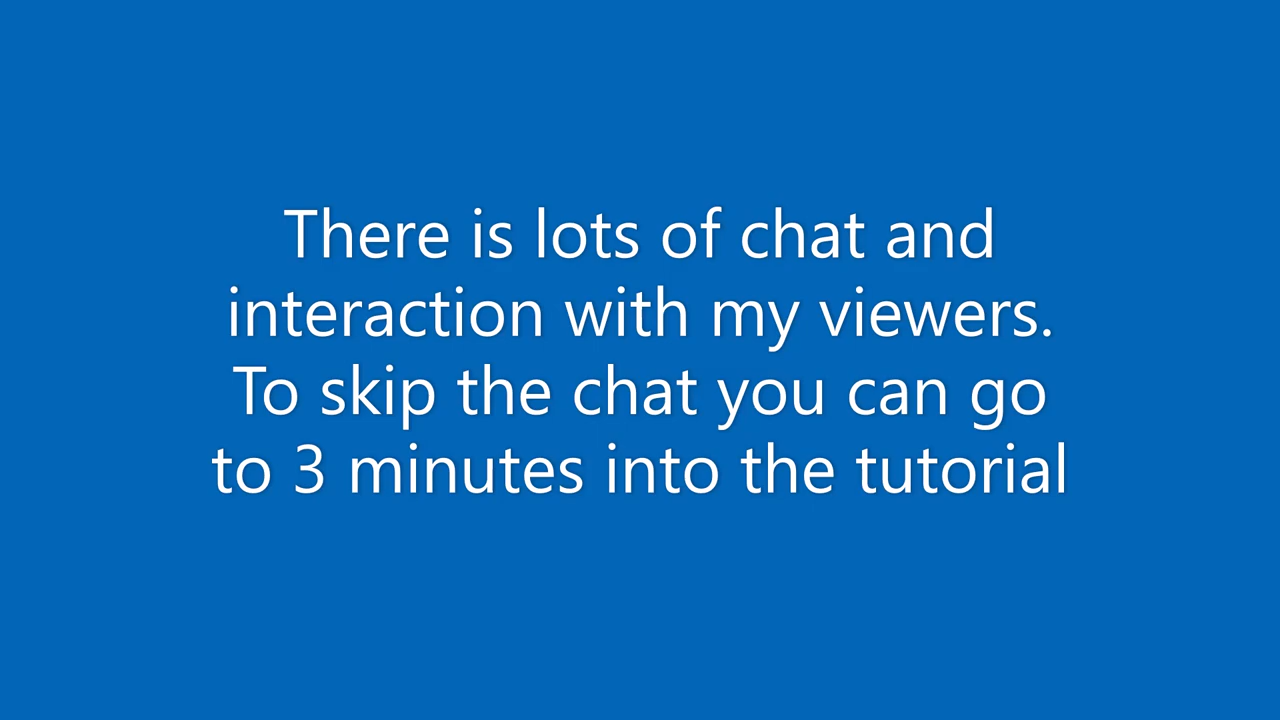 There is lots of chat and
interaction with my viewers.
To skip the chat you can go
to 3 minutes into the tutorial